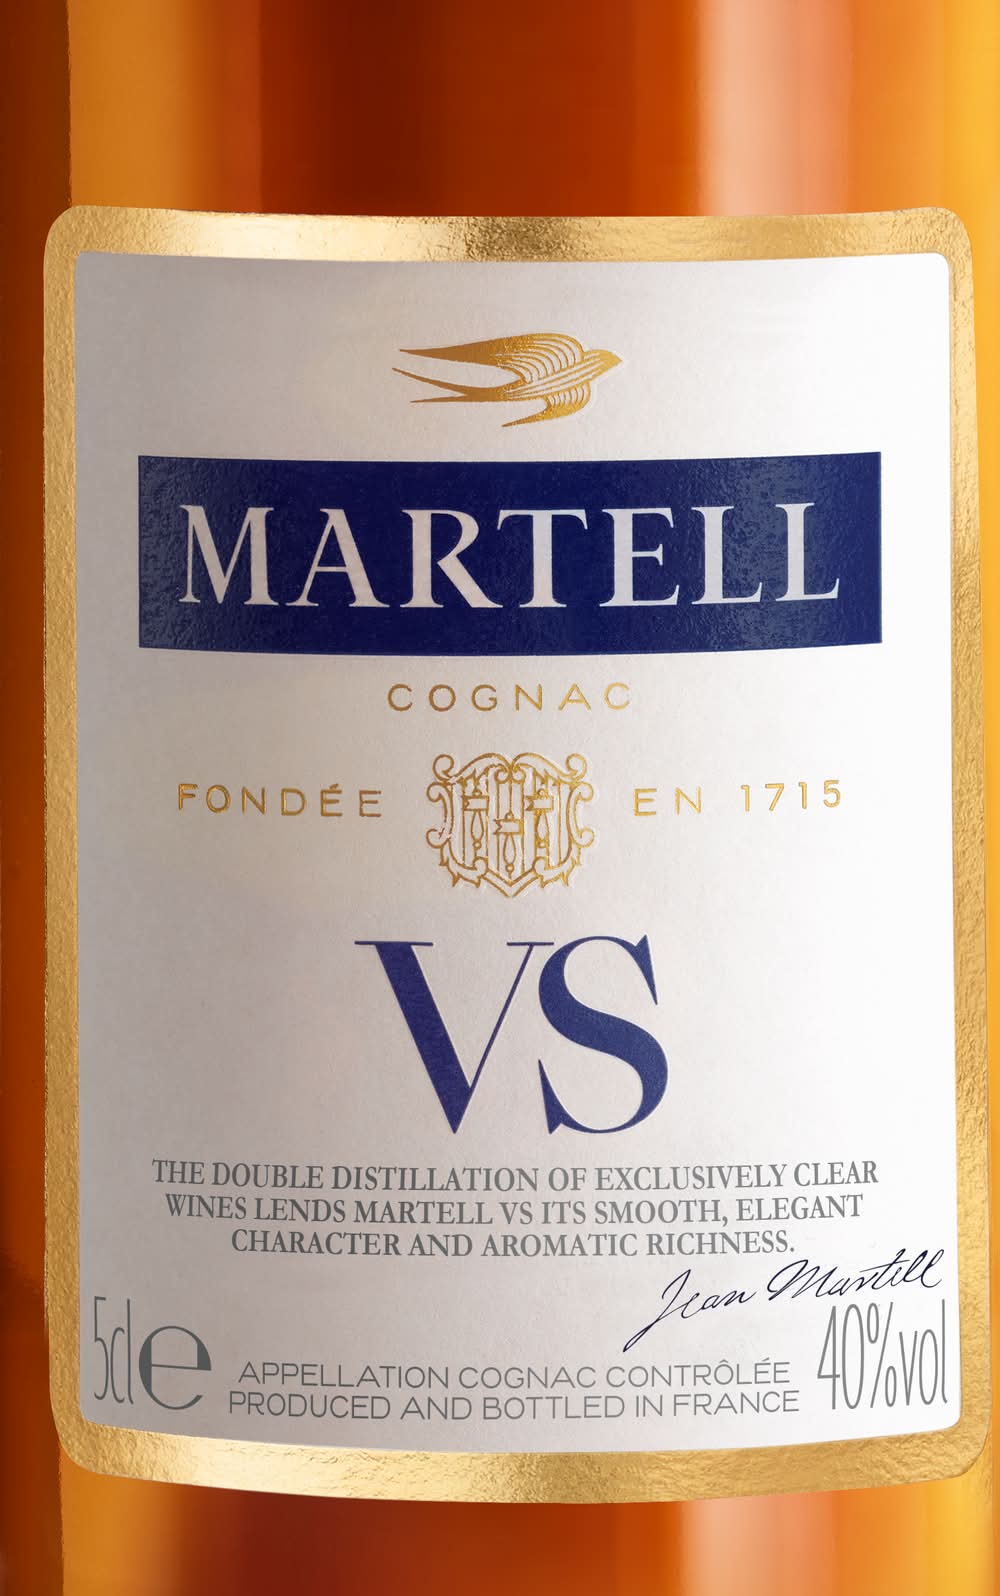 MARTELL
COGNAC
FONDÉE EN 1715
VS
THE DOUBLE DISTILLATION OF EXCLUSIVELY CLEAR
WINES LENDS MARTELL VS ITS SMOOTH, ELEGANT
CHARACTER AND AROMATIC RICHNESS.
Jean Martell
5cl e
40%vol
APPELLATION COGNAC CONTRÔLÉE
PRODUCED AND BOTTLED IN FRANCE